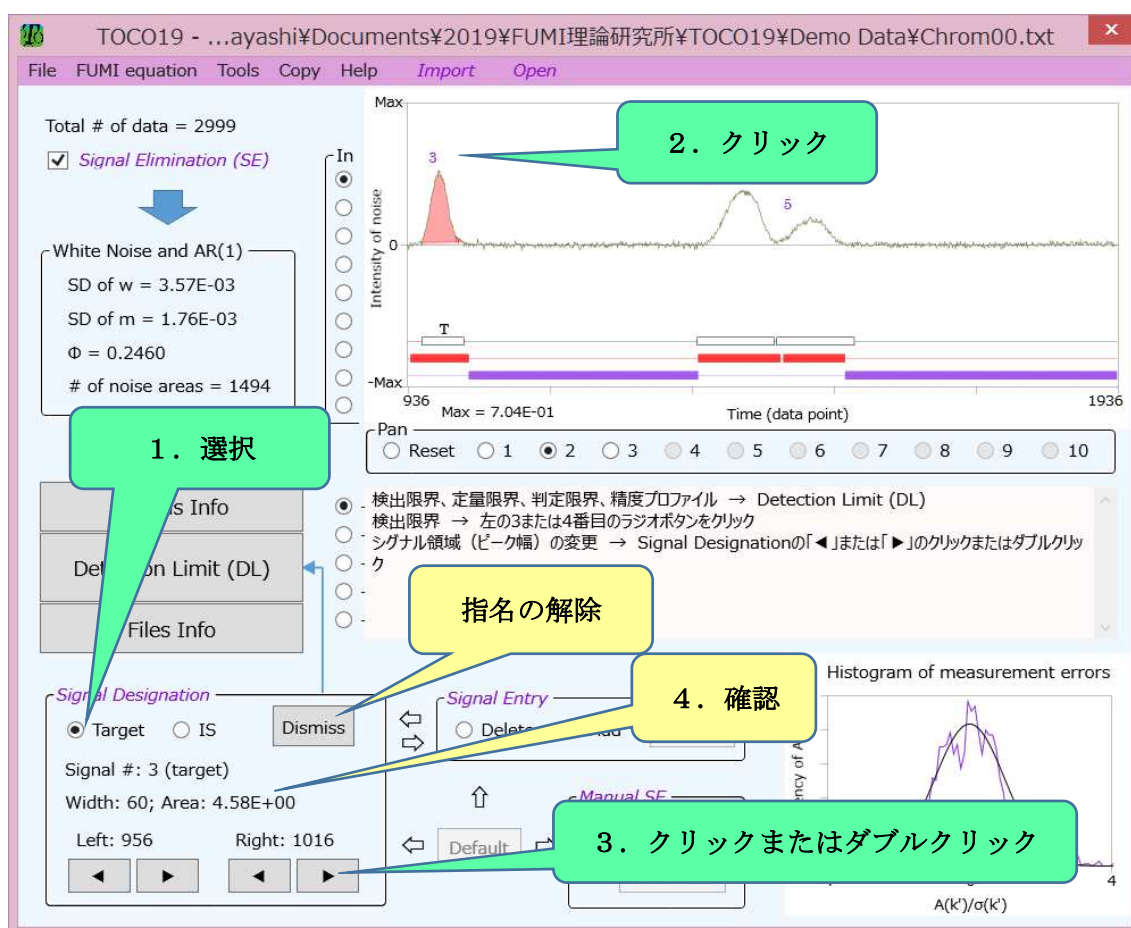 TOCO19 - ...ayashi¥Documents¥2019¥FUMI理論研究所¥TOCO19¥Demo Data¥Chrom00.txt
×
File FUMI equation Tools Copy Help Import Open
Total # of data = 2999
Signal Elimination (SE)
White Noise and AR(1)
SD of w = 3.57E-03
SD of m = 1.76E-03
Φ = 0.2460
# of noise areas = 1494
In
Max
Intensity of noise
0
-Max
3
5
T
2．クリック
936
Max = 7.04E-01
Time (data point)
1936
Pan
Reset 1 2 3 4 5 6 7 8 9 10
1．選択
s Info
Detection Limit (DL)
Files Info
検出限界、定量限界、判定限界、精度プロファイル → Detection Limit (DL)
検出限界 → 左の3または4番目のラジオボタンをクリック
シグナル領域（ピーク幅）の変更 → Signal Designationの「◀」または「▶」のクリックまたはダブルクリッ
ク
指名の解除
4．確認
Signal Designation
Target IS
Dismiss
Signal #: 3 (target)
Width: 60; Area: 4.58E+00
Left: 956 Right: 1016
◀ ▶ ◀ ▶
Signal Entry
Delete
Manual SE
Default
3．クリックまたはダブルクリック
Histogram of measurement errors
4
A(k')/σ(k')